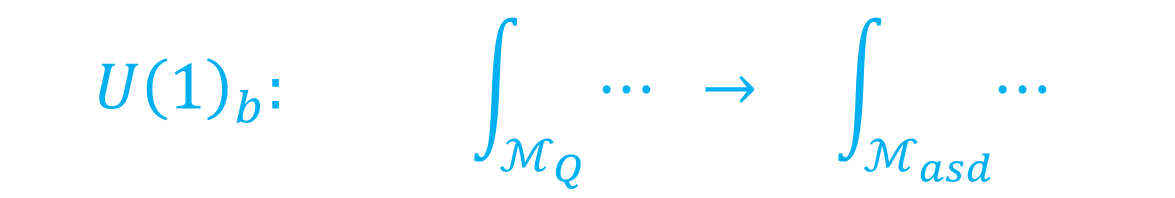 U(1)_b: ∫_{ℳ_Q} ⋯ → ∫_{ℳ_{asd}} ⋯